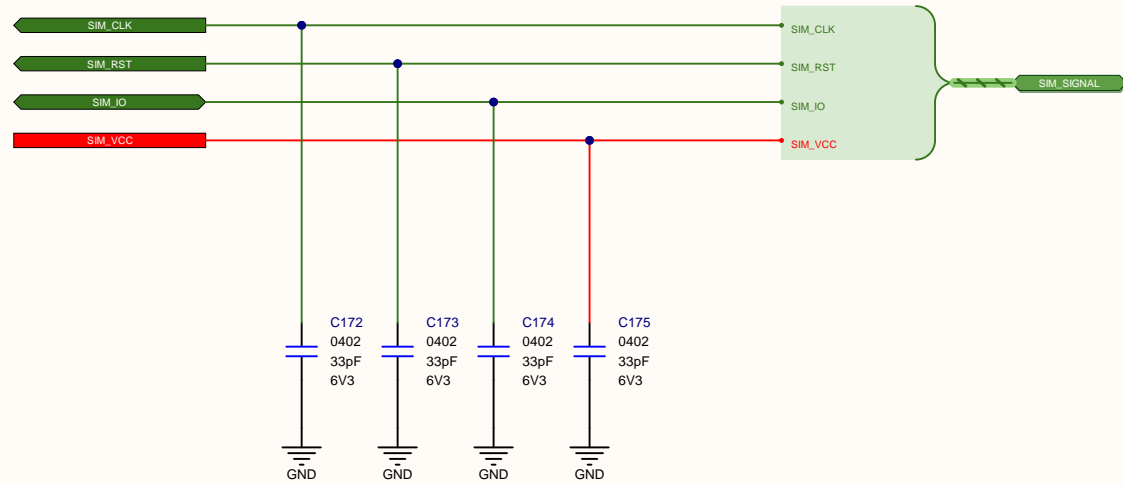 SIM_CLK
SIM_CLK
SIM_RST
SIM_RST
SIM_SIGNAL
SIM_IO
SIM_IO
SIM_VCC
SIM_VCC
C172
0402
33pF
6V3
C173
0402
33pF
6V3
C174
0402
33pF
6V3
C175
0402
33pF
6V3
GND
GND
GND
GND